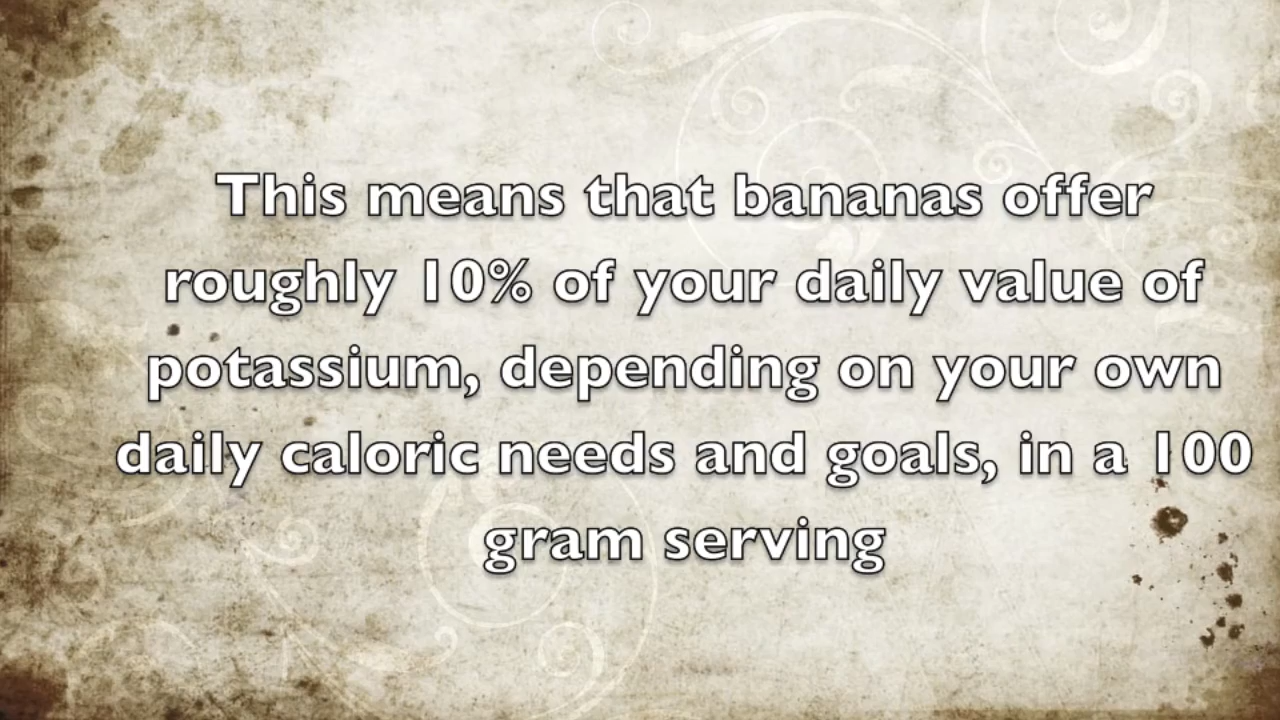 This means that bananas offer
roughly 10% of your daily value of
potassium, depending on your own
daily caloric needs and goals, in a 100
gram serving